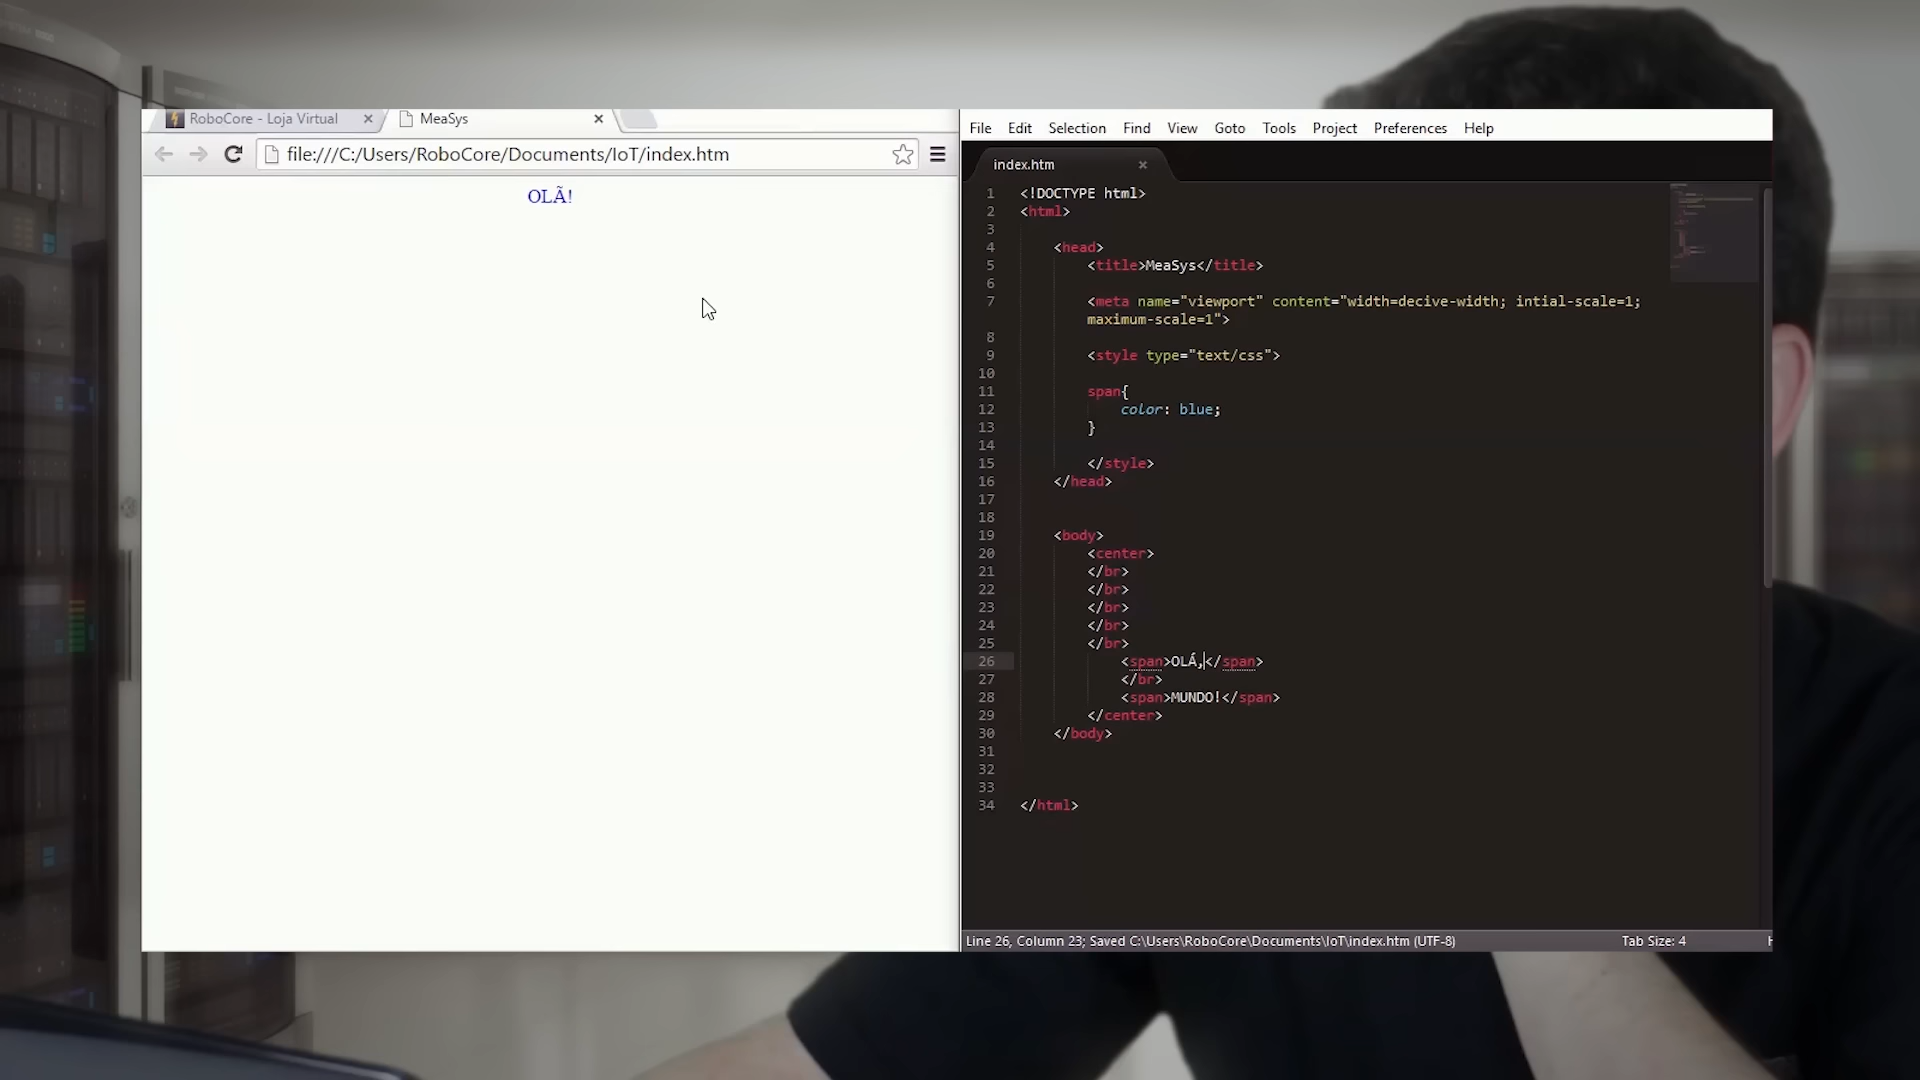 RoboCore - Loja Virtual
MeaSys
file:///C:/Users/RoboCore/Documents/IoT/index.htm
OLÃ!
File Edit Selection Find View Goto Tools Project Preferences Help
index.htm
1 <!DOCTYPE html>
2 <html>
3
4 <head>
5 <title>MeaSys</title>
6
7 <meta name="viewport" content="width=decive-width; intial-scale=1;
maximum-scale=1">
8
9 <style type="text/css">
10
11 span{
12 color: blue;
13 }
14
15 </style>
16 </head>
17
18
19 <body>
20 <center>
21 </br>
22 </br>
23 </br>
24 </br>
25 </br>
26 <span>OLÁ,</span>
27 </br>
28 <span>MUNDO!</span>
29 </center>
30 </body>
31
32
33
34 </html>
Line 26, Column 23; Saved C:\Users\RoboCore\Documents\IoT\index.htm (UTF-8)
Tab Size: 4